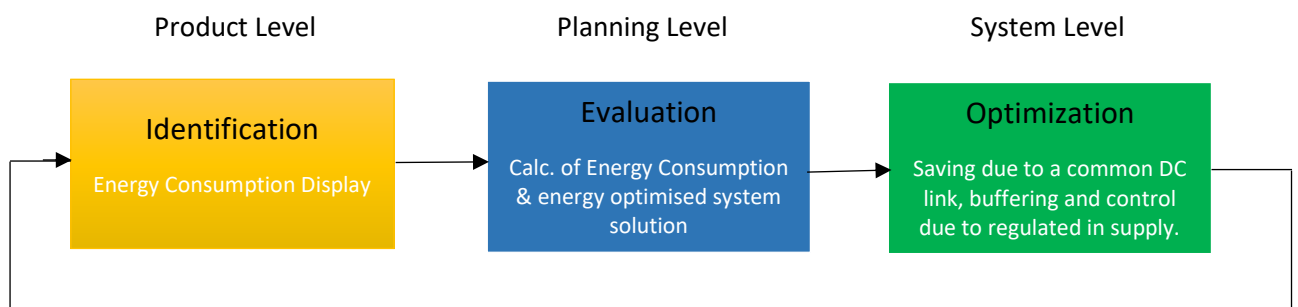 Product Level
Planning Level
System Level
Identification
Energy Consumption Display
Evaluation
Calc. of Energy Consumption
& energy optimised system
solution
Optimization
Saving due to a common DC
link, buffering and control
due to regulated in supply.